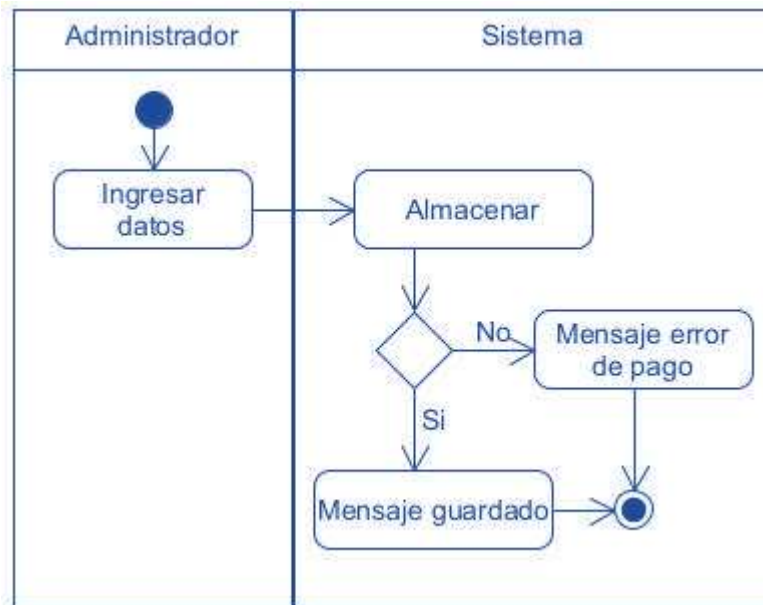 Administrador
Sistema
Ingresar
datos
Almacenar
No
Mensaje error
de pago
Si
Mensaje guardado